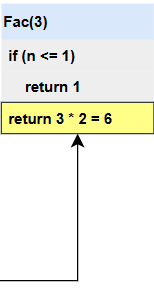 Fac(3)
if (n <= 1)
return 1
return 3 * 2 = 6